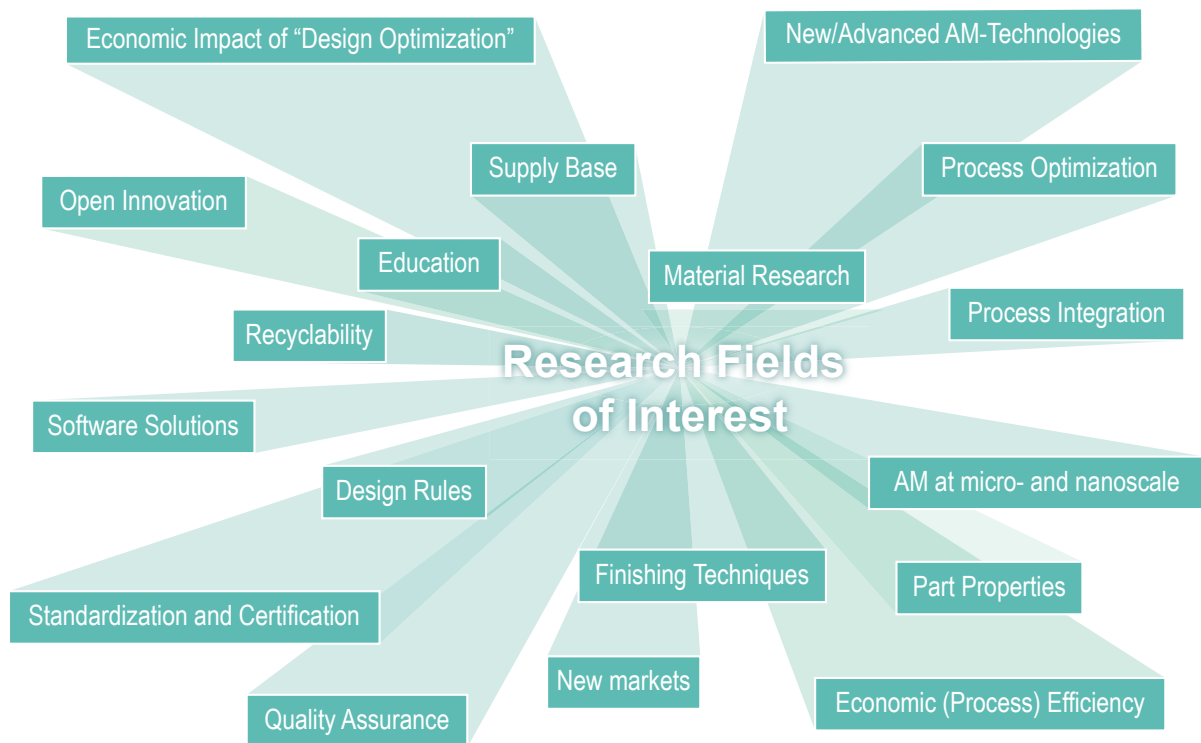 Economic Impact of “Design Optimization”
New/Advanced AM-Technologies
Supply Base
Process Optimization
Open Innovation
Education
Material Research
Recyclability
Process Integration
Research Fields
of Interest
Software Solutions
Design Rules
AM at micro- and nanoscale
Finishing Techniques
Part Properties
Standardization and Certification
New markets
Quality Assurance
Economic (Process) Efficiency